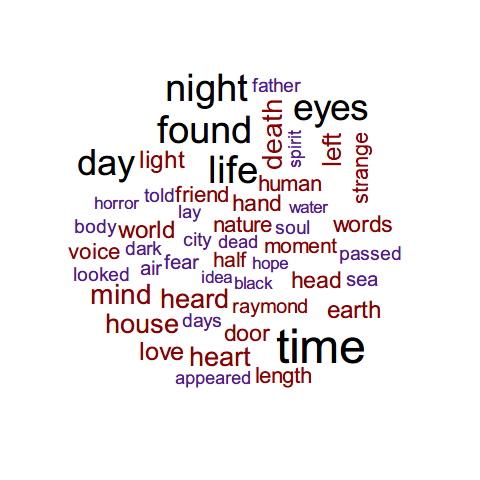 night father
found death eyes
spirit left strange
day light life human
horror told friend hand water
lay
body world nature soul words
voice dark city dead moment passed
looked air fear half hope
idea black head sea
mind heard raymond earth
house days door
love heart time
appeared length